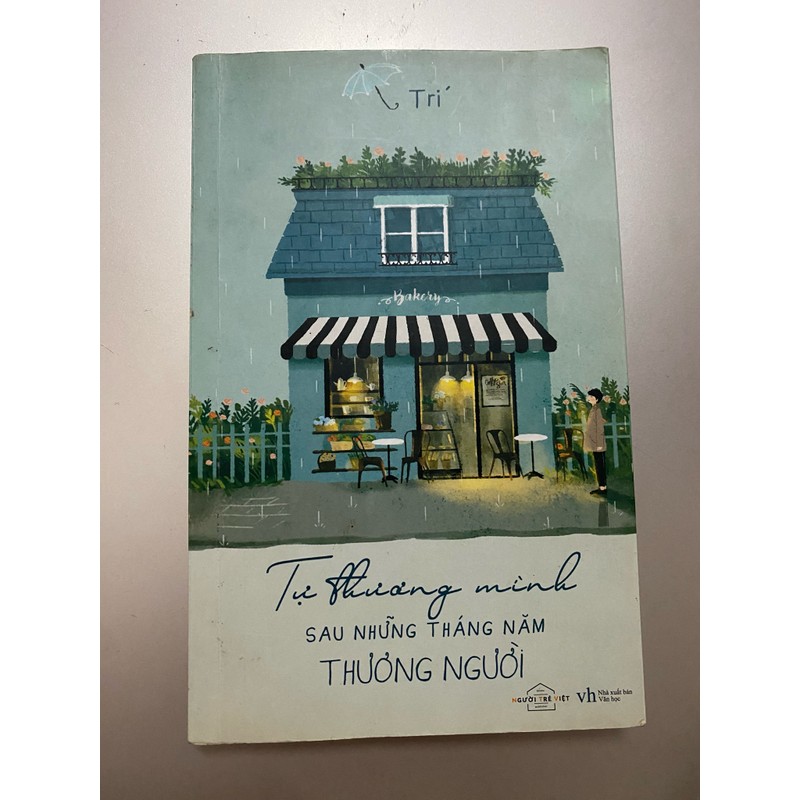 Trí
Bakery
Tự thương mình
SAU NHỮNG THÁNG NĂM
THƯƠNG NGƯỜI
NGƯỜI TRẺ VIỆT
vh Nhà xuất bản
Văn học